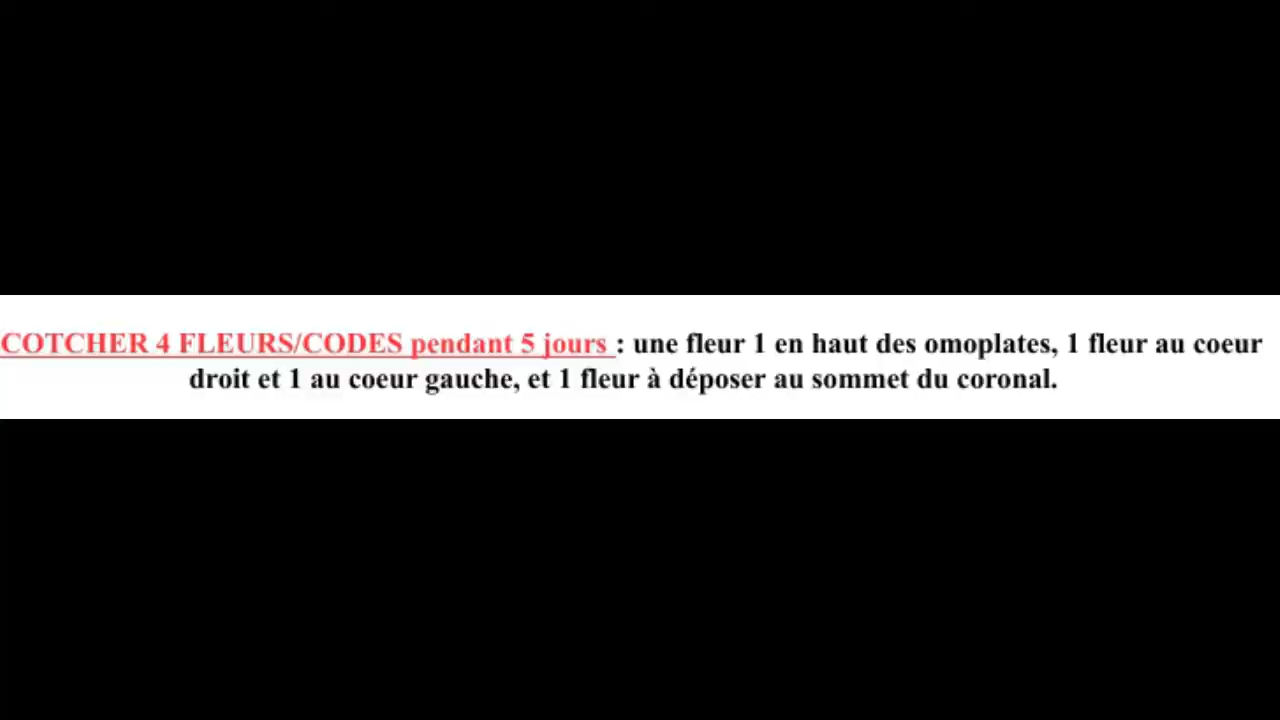 COTCHER 4 FLEURS/CODES pendant 5 jours : une fleur 1 en haut des omoplates, 1 fleur au coeur
droit et 1 au coeur gauche, et 1 fleur à déposer au sommet du coronal.